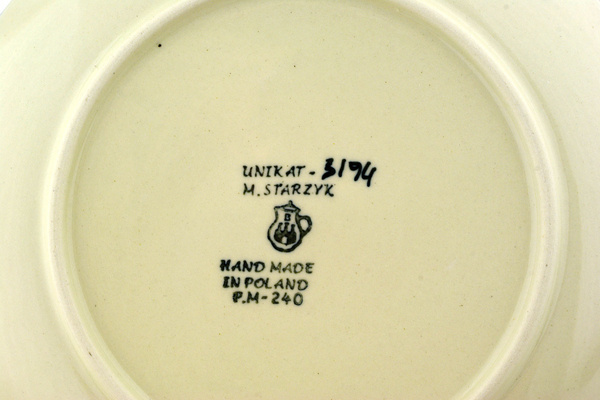 UNIKAT - 3194
M. STARZYK
HAND MADE
IN POLAND
P.M-240